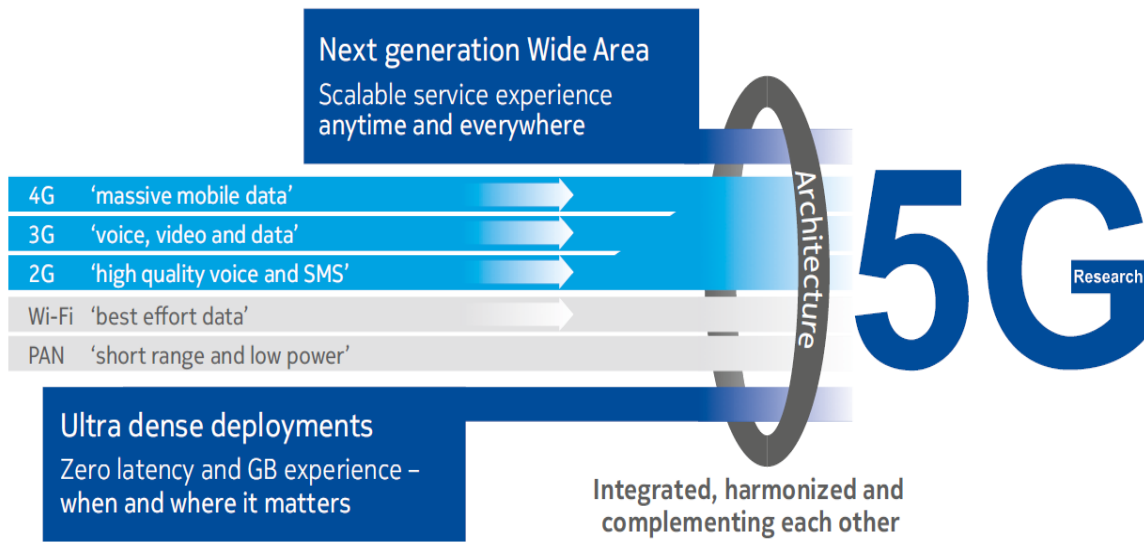 Next generation Wide Area
Scalable service experience
anytime and everywhere
4G ‘massive mobile data’
3G ‘voice, video and data’
2G ‘high quality voice and SMS’
Wi-Fi ‘best effort data’
PAN ‘short range and low power’
Ultra dense deployments
Zero latency and GB experience –
when and where it matters
Architecture
5G
Research
Integrated, harmonized and
complementing each other